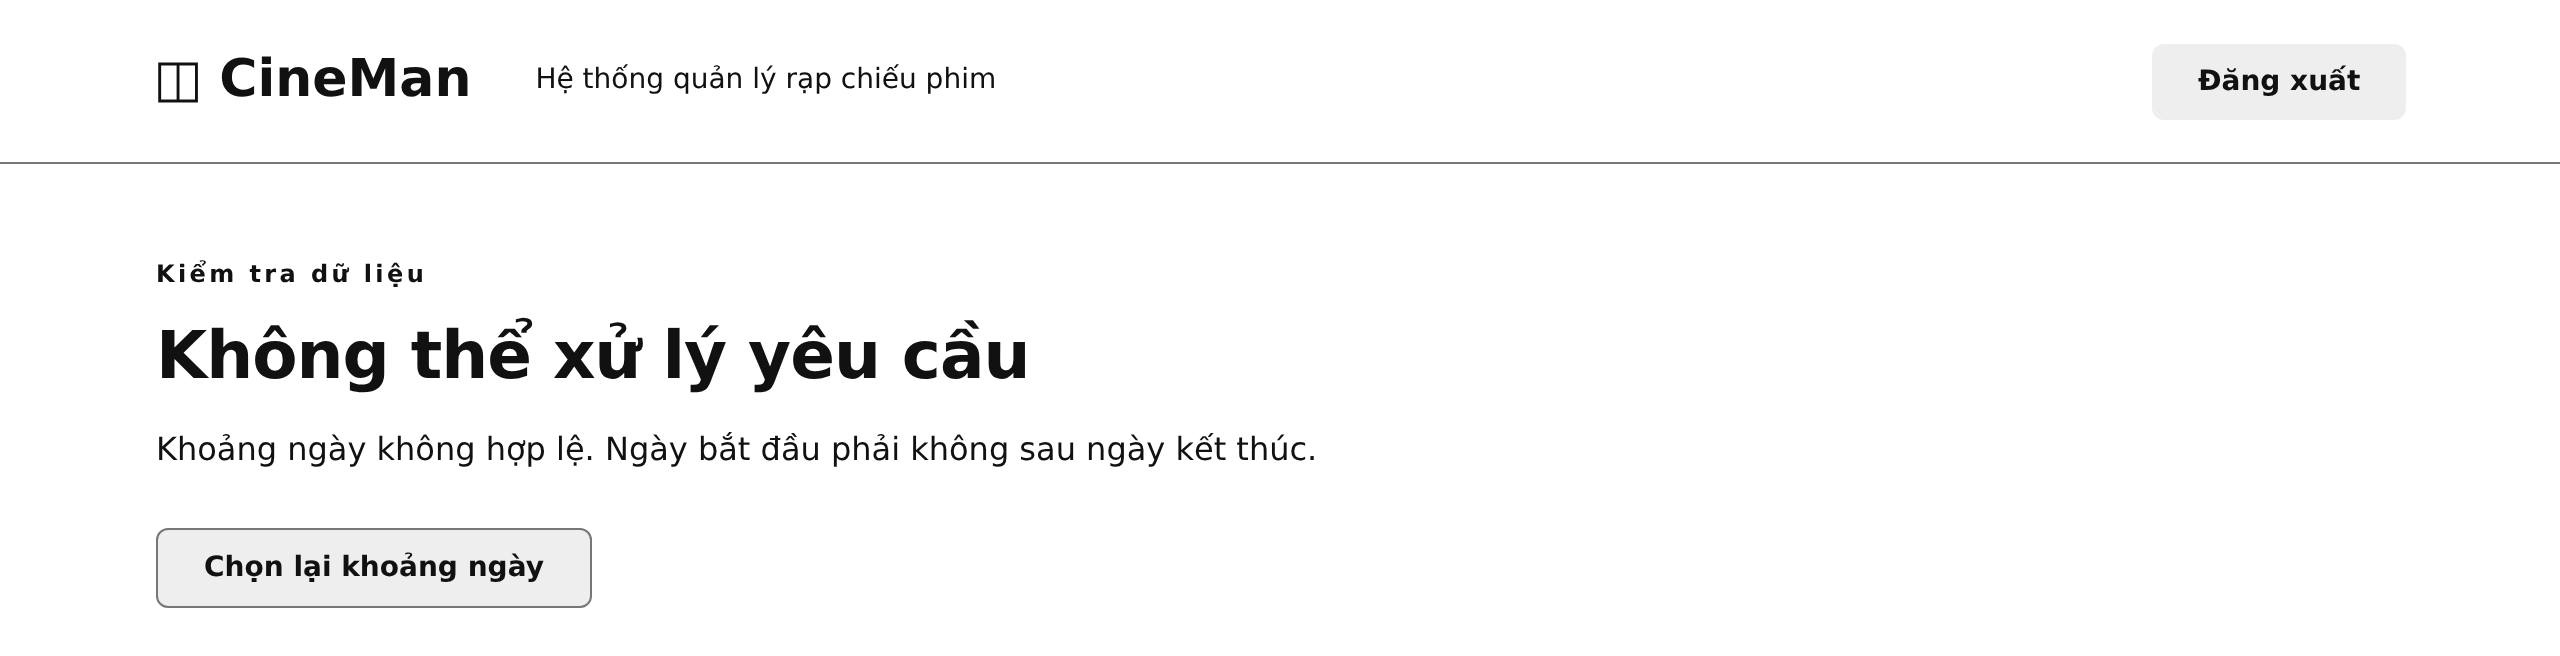 CineMan
Hệ thống quản lý rạp chiếu phim
Đăng xuất
Kiểm tra dữ liệu
Không thể xử lý yêu cầu
Khoảng ngày không hợp lệ. Ngày bắt đầu phải không sau ngày kết thúc.
Chọn lại khoảng ngày